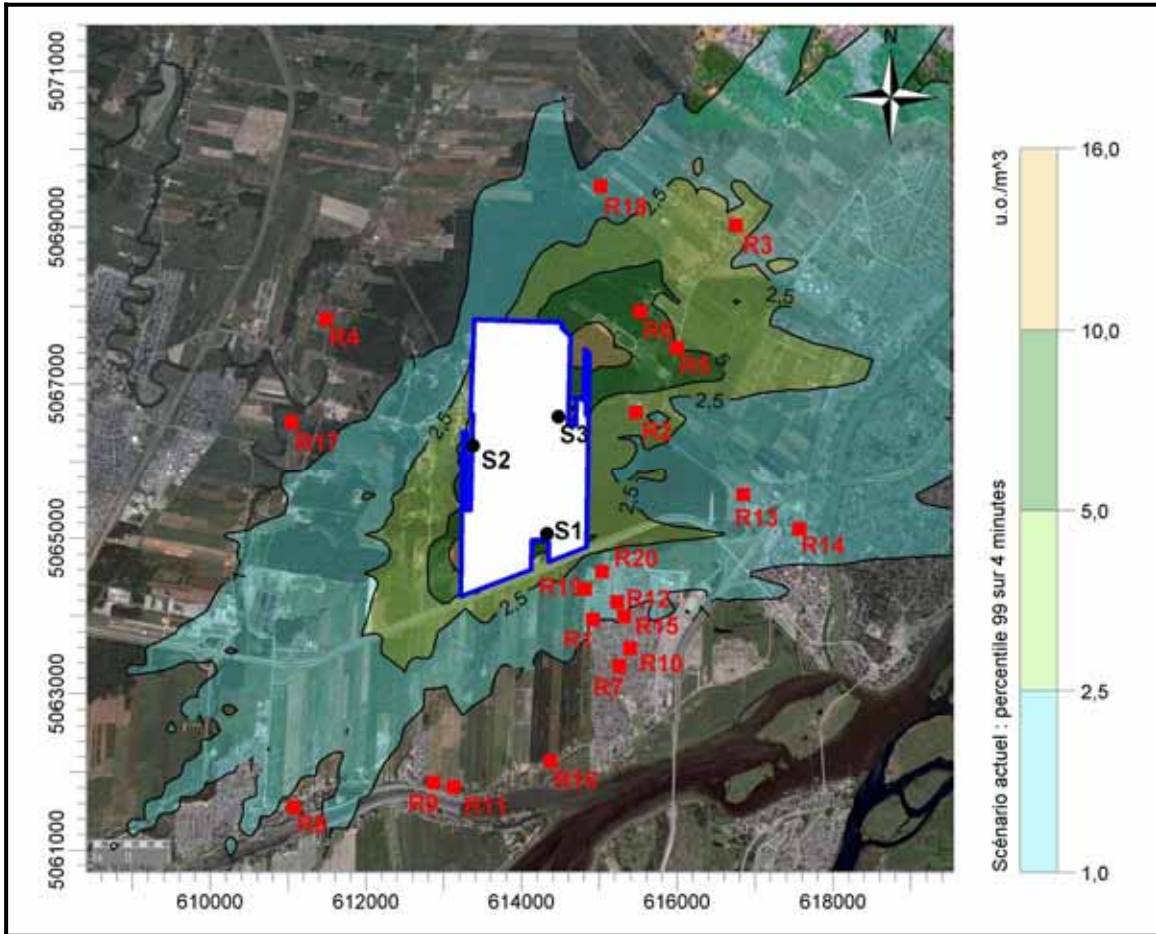 N
5071000
5069000
5067000
5065000
5063000
5061000
610000
612000
614000
616000
618000
R18
2,5
R3
2,5
R4
R5
2,5
R2
R17
2,5
S3
S2
2,5
S1
R13
R14
R20
R19
2,5
R12
R15
R1
R10
R7
R16
R9
R11
u.o./m^3
Scénario actuel : percentile 99 sur 4 minutes
16,0
10,0
5,0
2,5
1,0